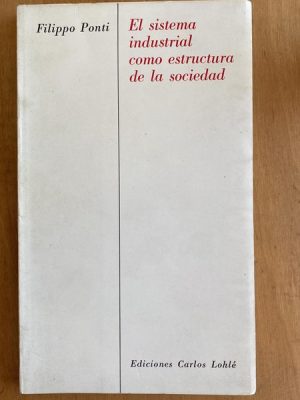 Filippo Ponti
El sistema
industrial
como estructura
de la sociedad
Ediciones Carlos Lohlé